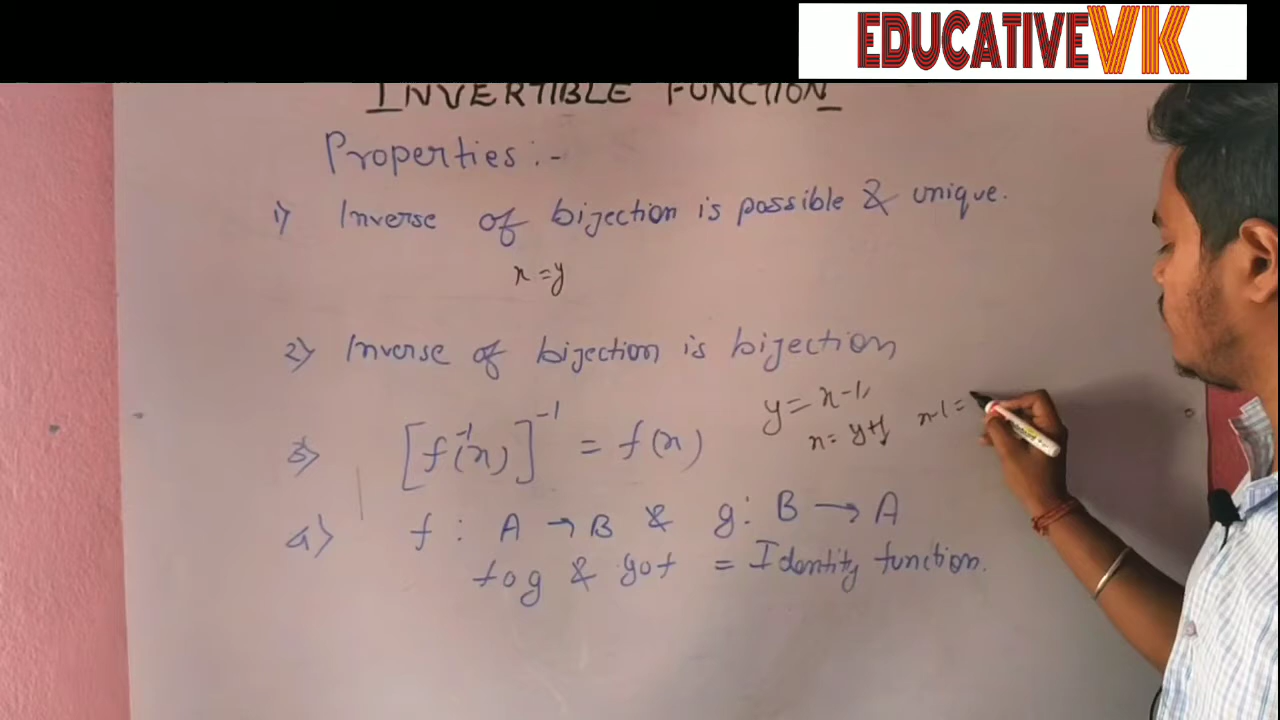 EDUCATIVEVK
INVERTIBLE FUNCTION
Properties :-
1) Inverse of bijection is possible & unique.
x = y
2) Inverse of bijection is bijection
y = x-1
x = y+1
x-1 =
3) [f⁻¹(x)]⁻¹ = f(x)
4) f : A → B & g : B → A
fog & gof = Identity function.